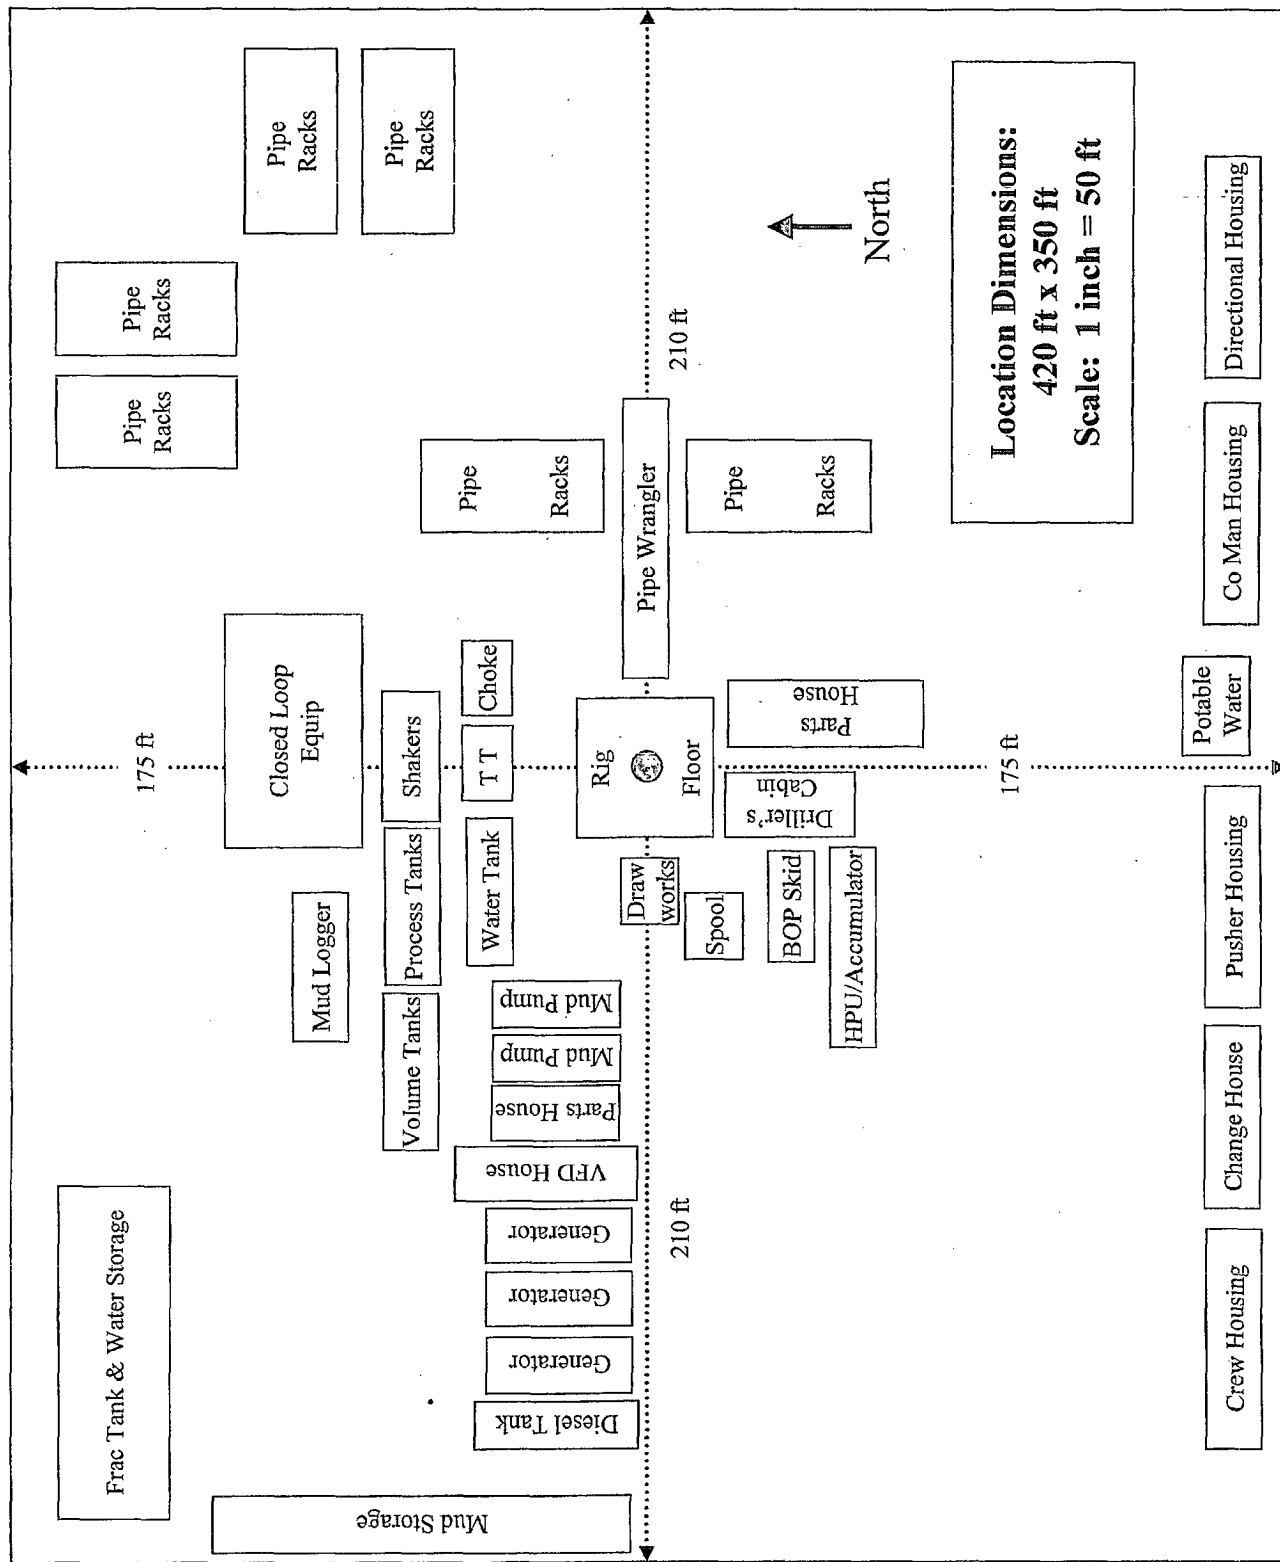 Pipe
Racks
Pipe
Racks
Pipe
Racks
Pipe
Racks
Pipe
Racks
Pipe
Racks
Pipe Wrangler
210 ft
North
Location Dimensions:
420 ft x 350 ft
Scale: 1 inch = 50 ft
175 ft
Closed Loop
Equip
Shakers
Choke
T T
Rig
Floor
Parts
House
Driller's
Cabin
175 ft
Mud Logger
Process Tanks
Water Tank
Volume Tanks
Draw
works
Spool
BOP Skid
HPU/Accumulator
Mud Pump
Mud Pump
Parts House
VFD House
Generator
Generator
Generator
Diesel Tank
Mud Storage
Frac Tank & Water Storage
210 ft
Directional Housing
Co Man Housing
Potable
Water
Pusher Housing
Change House
Crew Housing